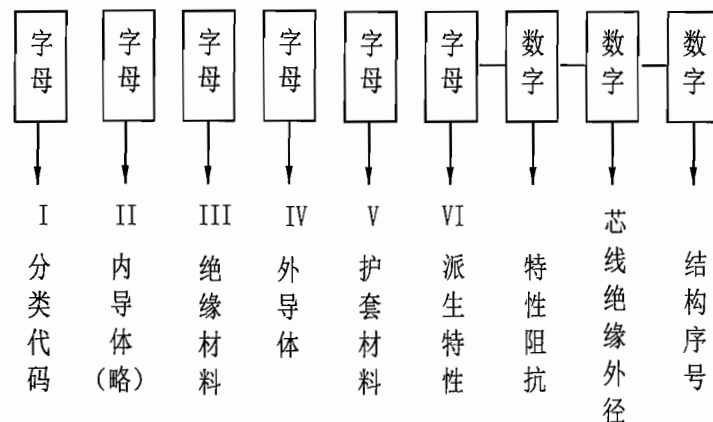 字母 字母 字母 字母 字母 字母 数字 数字 数字
I II III IV V VI
分类代码
内导体(略)
绝缘材料
外导体
护套材料
派生特性
特性阻抗
芯线绝缘外径
结构序号